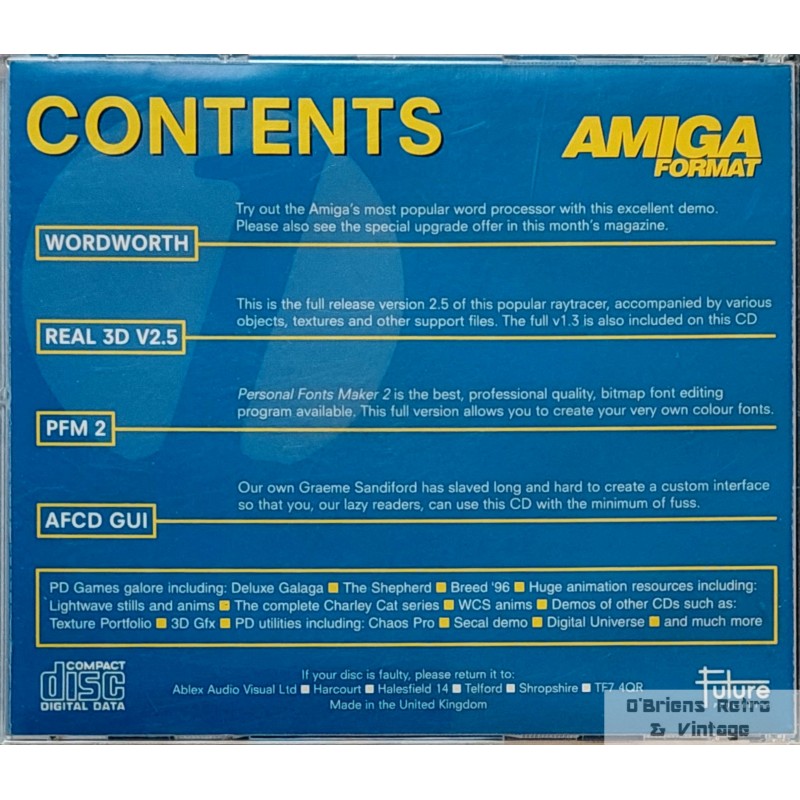 CONTENTS
AMIGA
FORMAT
Try out the Amiga's most popular word processor with this excellent demo.
Please also see the special upgrade offer in this month's magazine.
WORDWORTH
This is the full release version 2.5 of this popular raytracer, accompanied by various
objects, textures and other support files. The full v1.3 is also included on this CD
REAL 3D V2.5
Personal Fonts Maker 2 is the best, professional quality, bitmap font editing
program available. This full version allows you to create your very own colour fonts.
PFM 2
Our own Graeme Sandiford has slaved long and hard to create a custom interface
so that you, our lazy readers, can use this CD with the minimum of fuss.
AFCD GUI
PD Games galore including: Deluxe Galaga ■ The Shepherd ■ Breed '96 ■ Huge animation resources including:
Lightwave stills and anims ■ The complete Charley Cat series ■ WCS anims ■ Demos of other CDs such as:
Texture Portfolio ■ 3D Gfx ■ PD utilities including: Chaos Pro ■ Secal demo ■ Digital Universe ■ and much more
COMPACT
disc
DIGITAL DATA
If your disc is faulty, please return it to:
Ablex Audio Visual Ltd ■ Harcourt ■ Halesfield 14 ■ Telford ■ Shropshire ■ TF7 4QR
Made in the United Kingdom
Future
O'Briens Retro
& Vintage